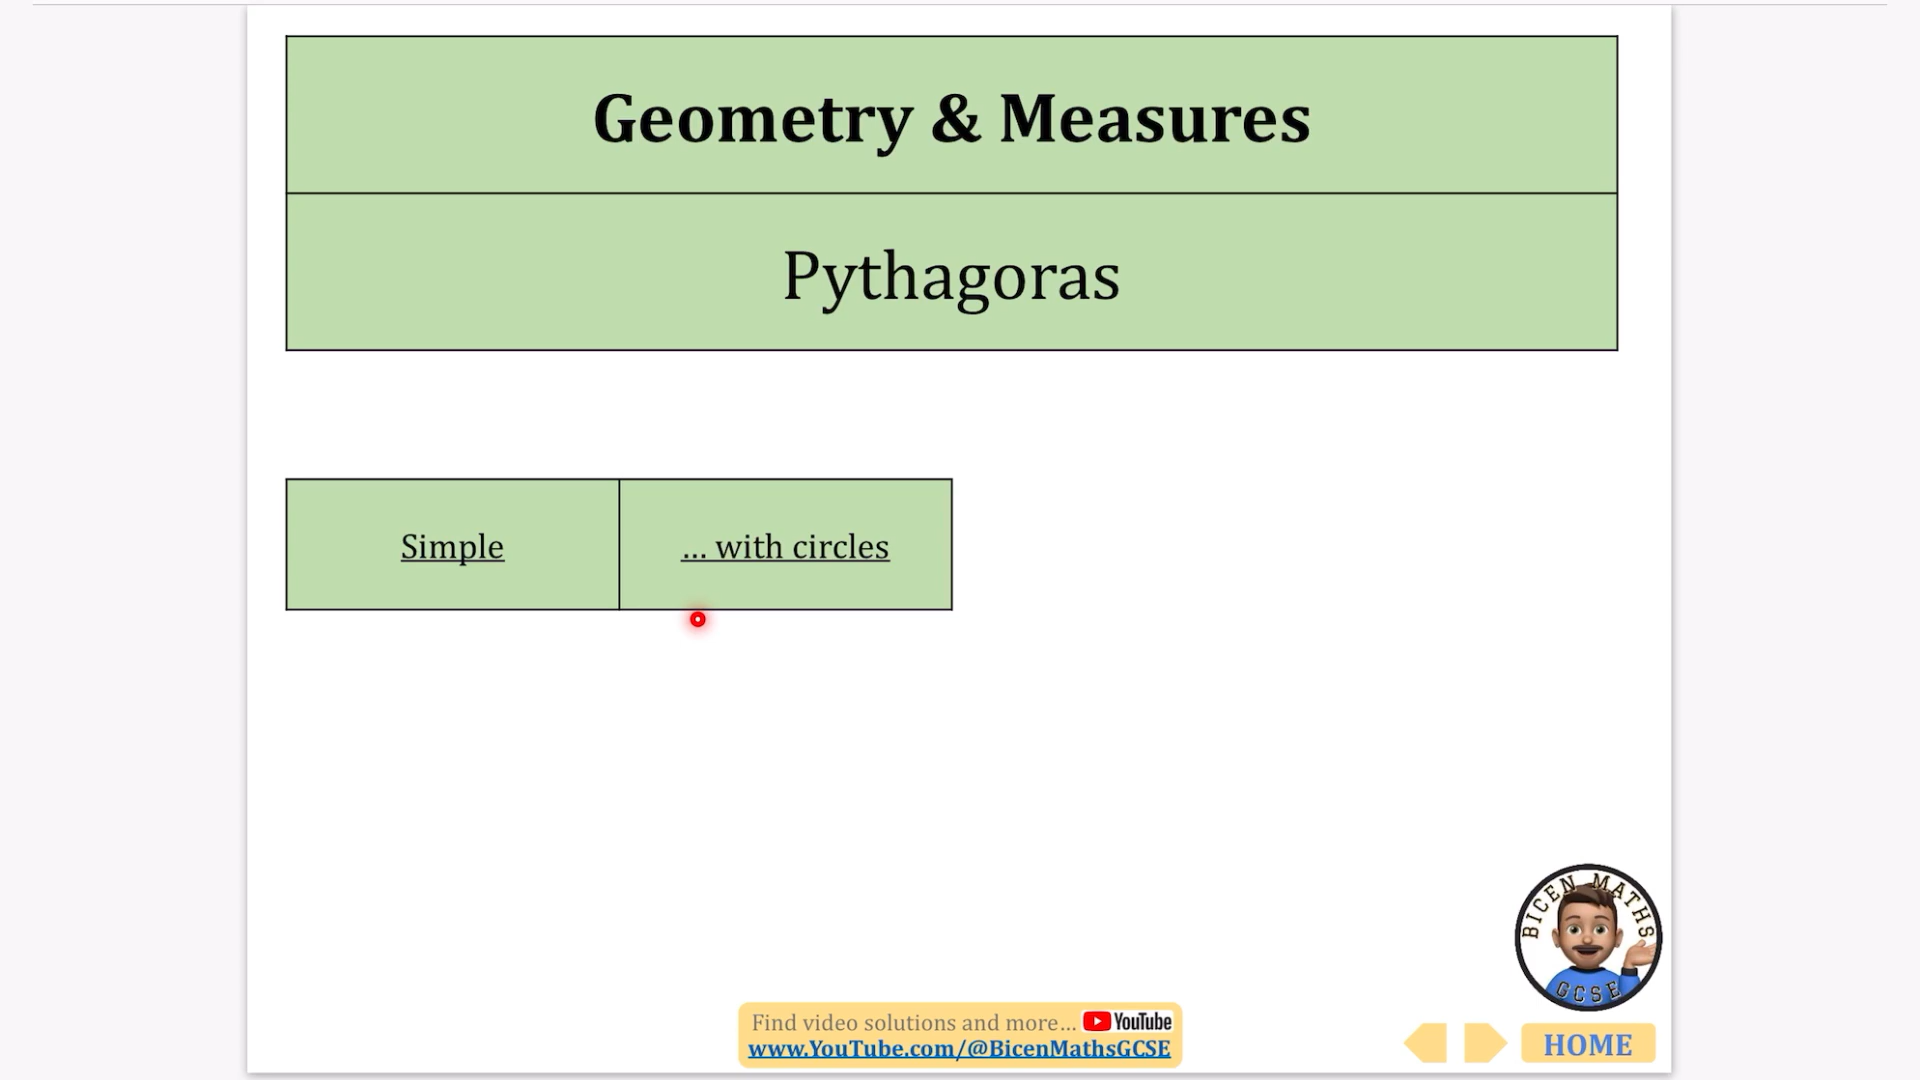 Geometry & Measures
Pythagoras
Simple
... with circles
BICEN MATHS
GCSE
Find video solutions and more... YouTube
www.YouTube.com/@BicenMathsGCSE
HOME